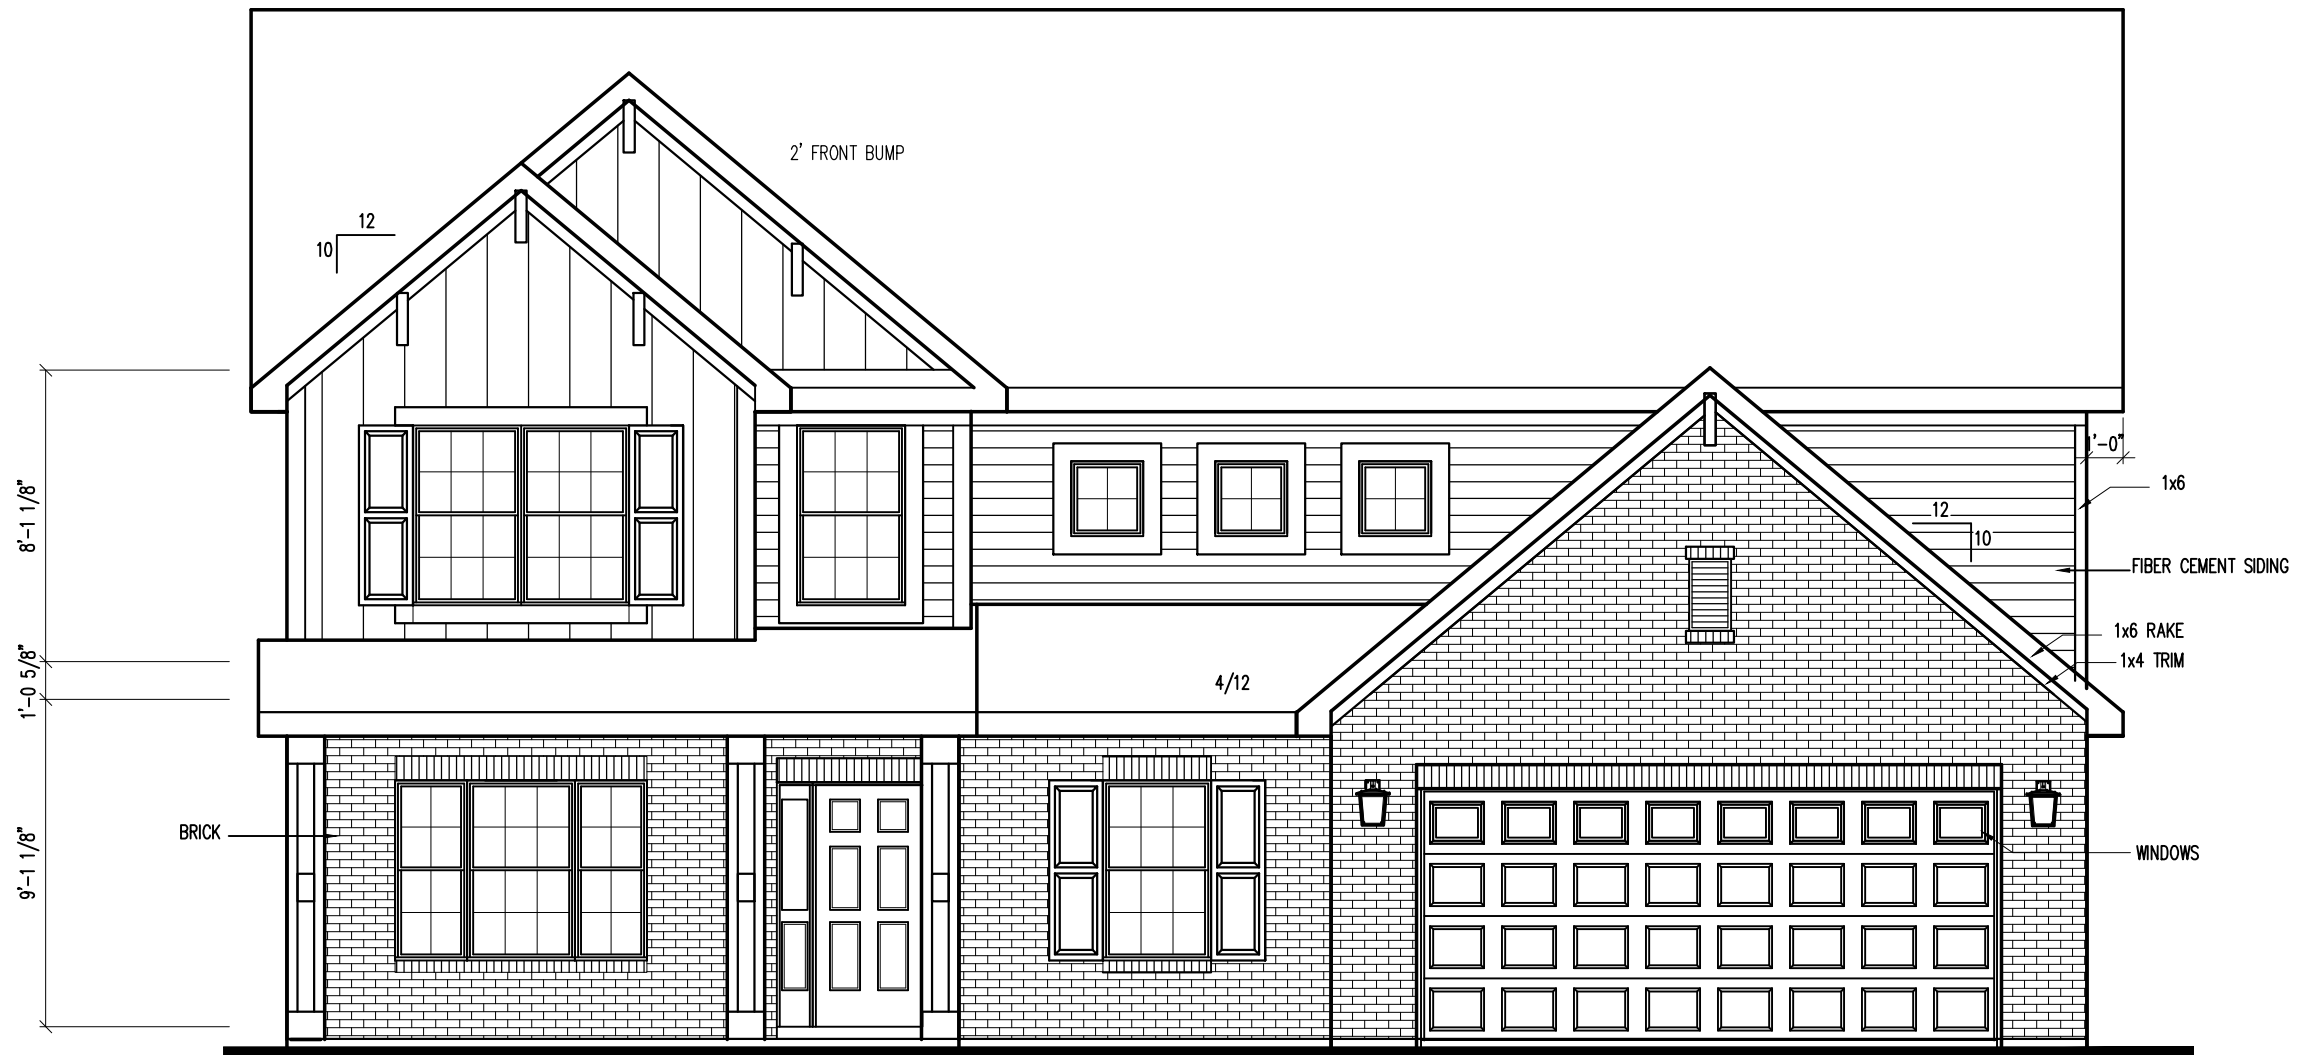 2' FRONT BUMP
12
10
8'-1 1/8"
1'-0 5/8"
9'-1 1/8"
1'-0"
1x6
12
10
FIBER CEMENT SIDING
1x6 RAKE
1x4 TRIM
4/12
BRICK
WINDOWS